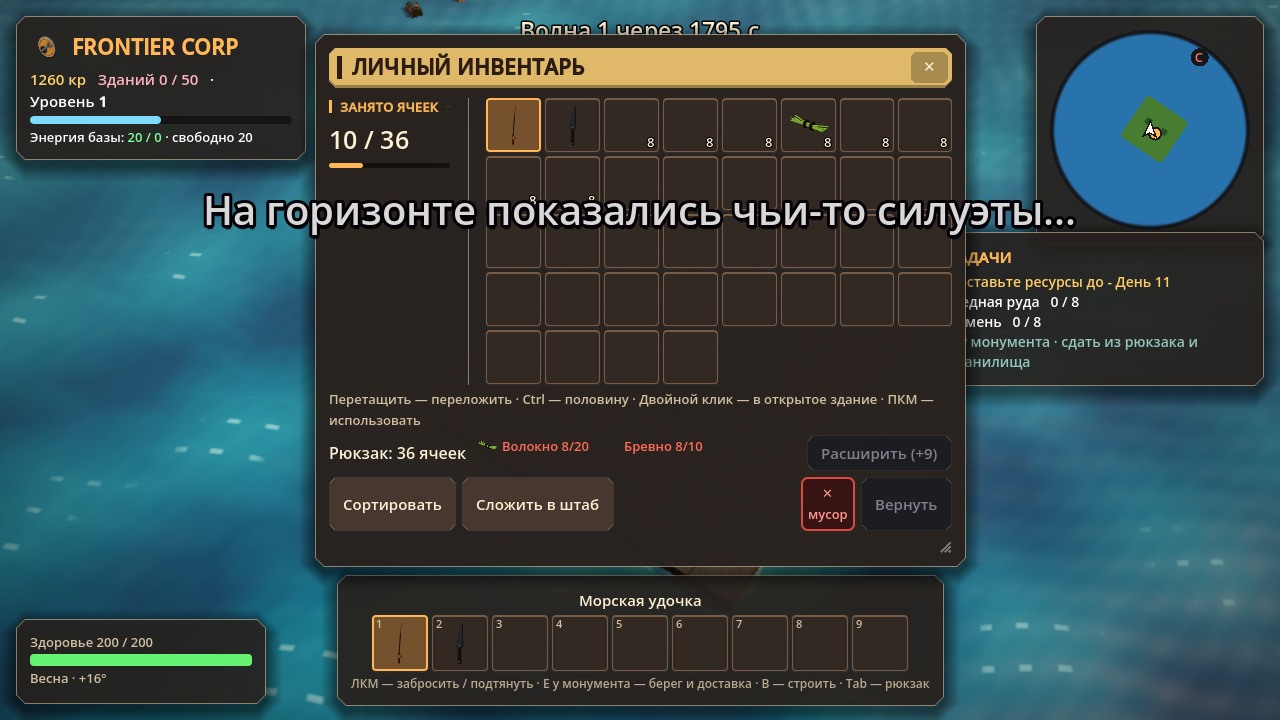 Волна 1 через 1795 с
FRONTIER CORP
1260 кр Зданий 0 / 50 ·
Уровень 1
Энергия базы: 20 / 0 · свободно 20
ЛИЧНЫЙ ИНВЕНТАРЬ
×
ЗАНЯТО ЯЧЕЕК
10 / 36
8 8 8 8 8 8
8 8
С
На горизонте показались чьи-то силуэты...
ДАЧИ
ставьте ресурсы до - День 11
едная руда 0 / 8
мень 0 / 8
у монумента · сдать из рюкзака и
анилища
Перетащить — переложить · Ctrl — половину · Двойной клик — в открытое здание · ПКМ —
использовать
Рюкзак: 36 ячеек
Волокно 8/20
Бревно 8/10
Расширить (+9)
Сортировать
Сложить в штаб
×
мусор
Вернуть
Морская удочка
1 2 3 4 5 6 7 8 9
ЛКМ — забросить / подтянуть · E у монумента — берег и доставка · B — строить · Tab — рюкзак
Здоровье 200 / 200
Весна · +16°